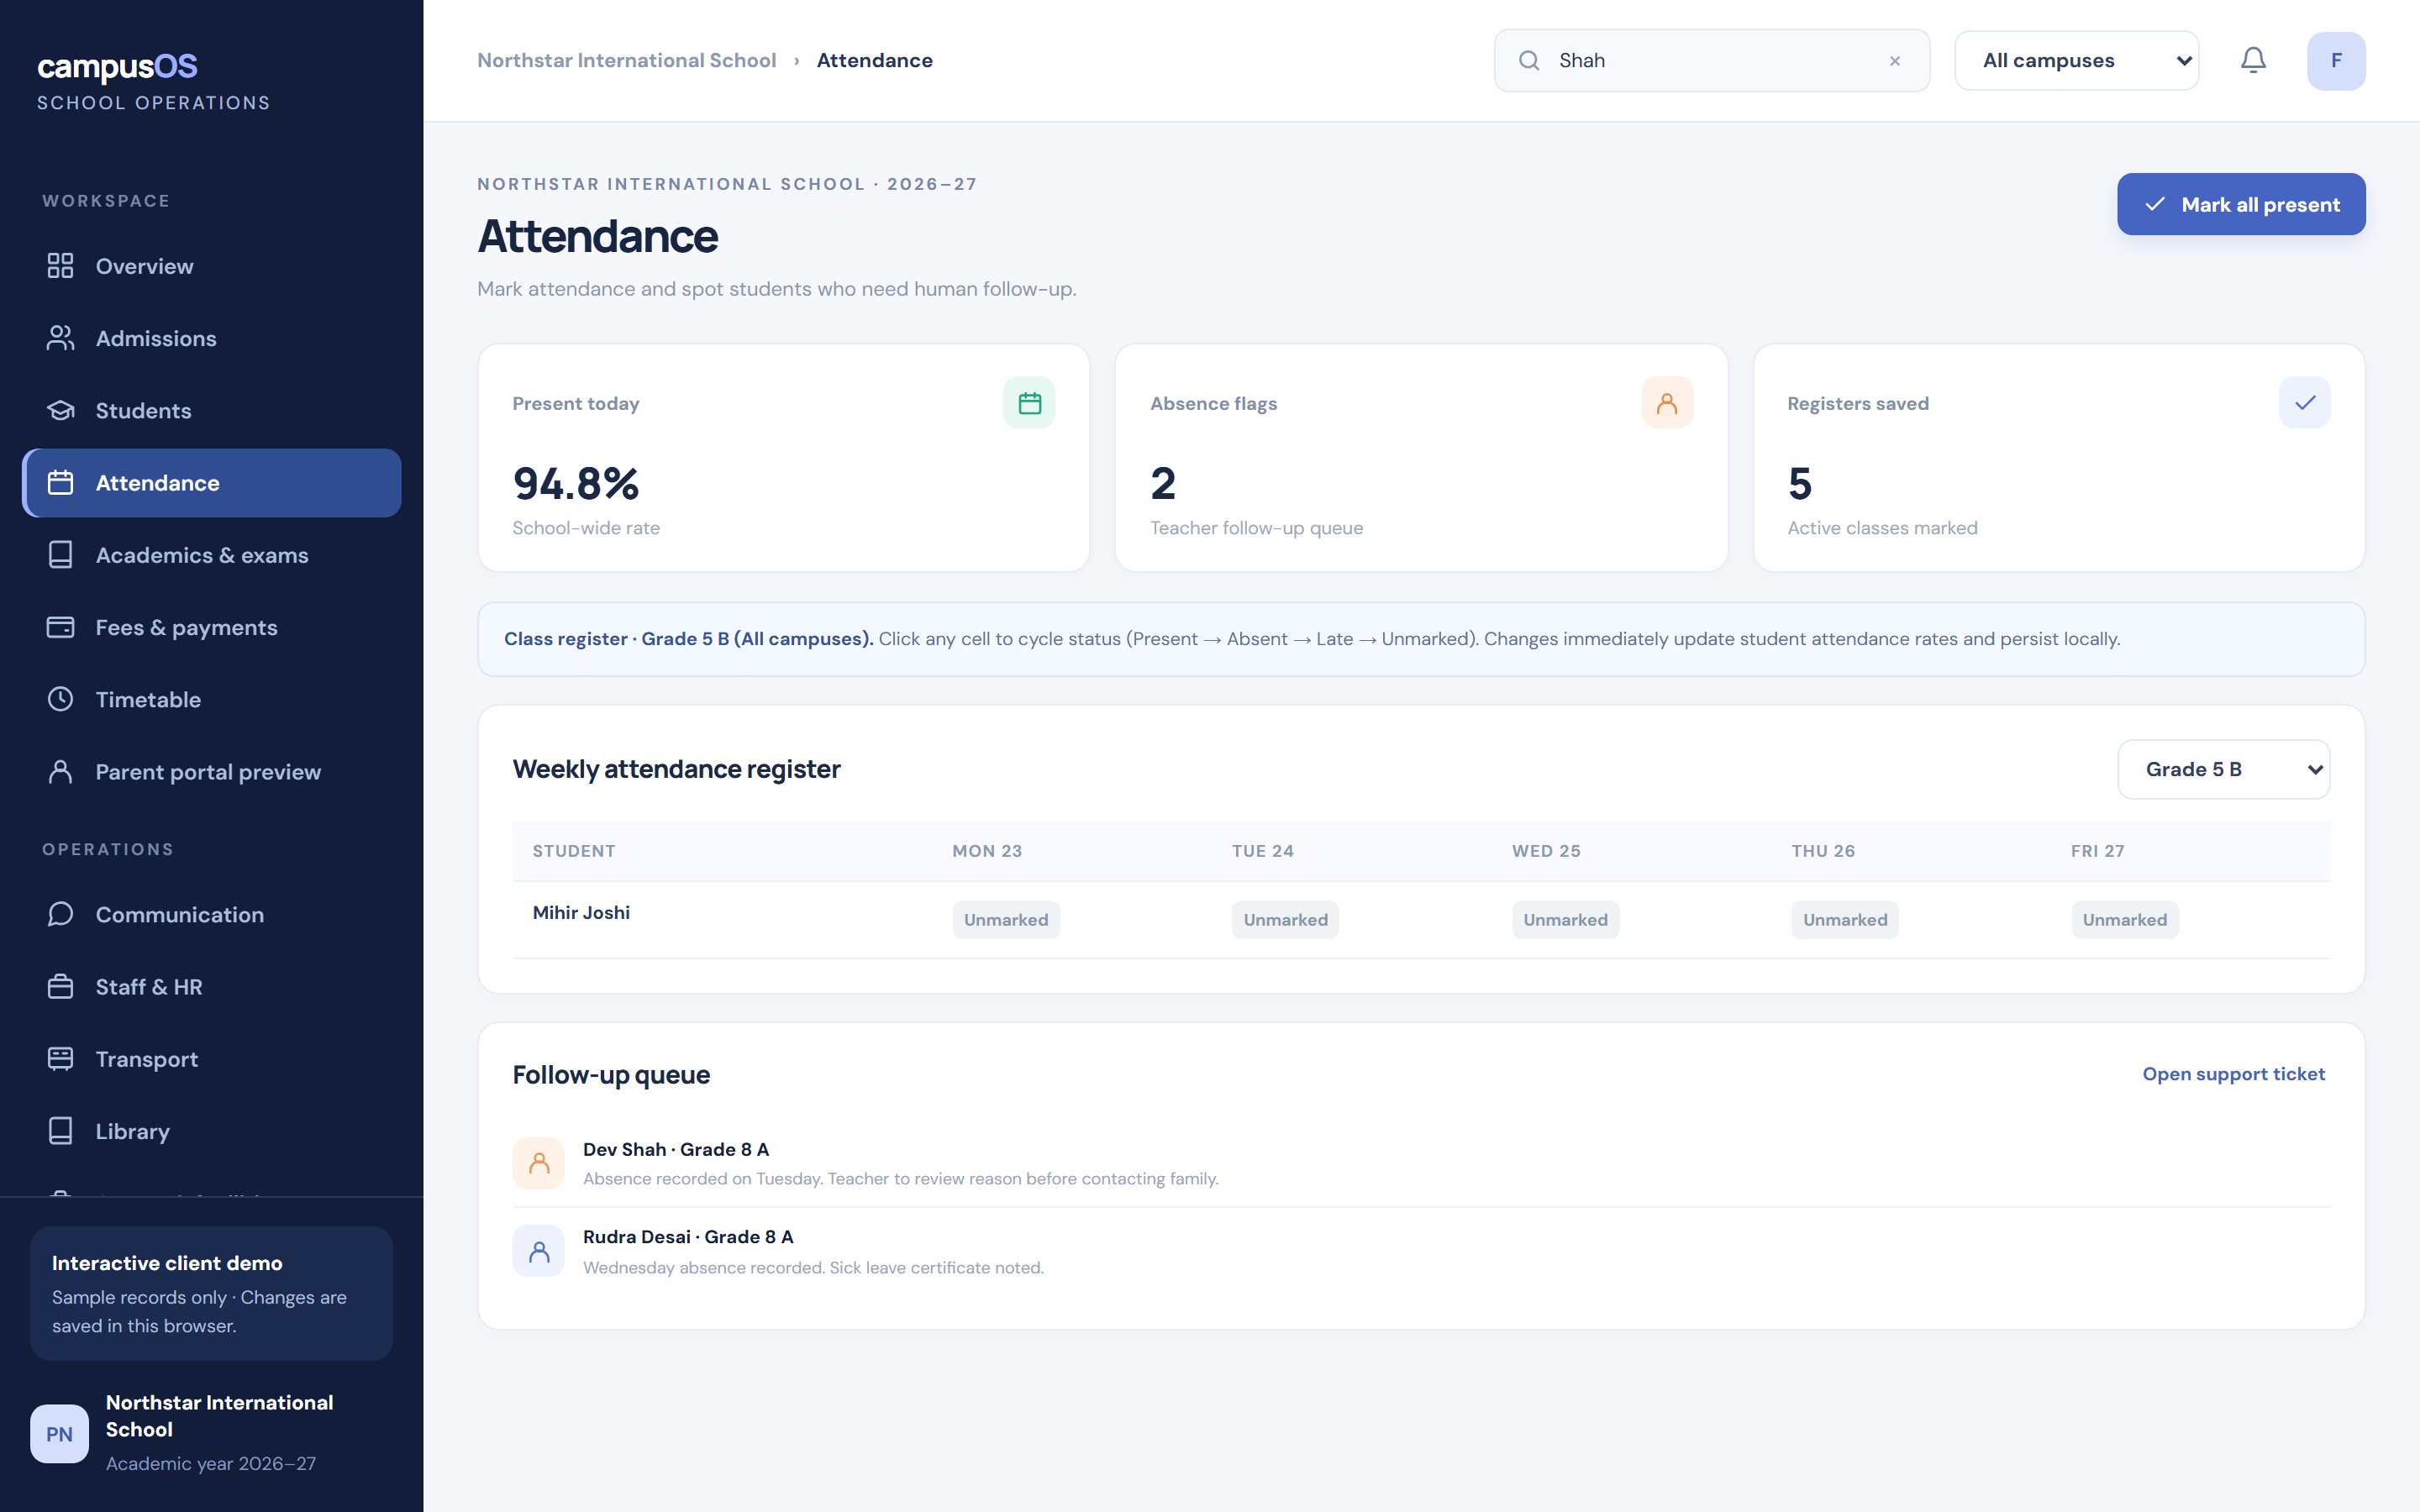 campusOS
SCHOOL OPERATIONS
WORKSPACE
Overview
Admissions
Students
Attendance
Academics & exams
Fees & payments
Timetable
Parent portal preview
OPERATIONS
Communication
Staff & HR
Transport
Library
Interactive client demo
Sample records only · Changes are
saved in this browser.
PN
Northstar International
School
Academic year 2026–27
Northstar International School › Attendance
Shah ×
All campuses
F
NORTHSTAR INTERNATIONAL SCHOOL · 2026–27
Attendance
Mark attendance and spot students who need human follow-up.
Mark all present
Present today
94.8%
School-wide rate
Absence flags
2
Teacher follow-up queue
Registers saved
5
Active classes marked
Class register · Grade 5 B (All campuses). Click any cell to cycle status (Present → Absent → Late → Unmarked). Changes immediately update student attendance rates and persist locally.
Weekly attendance register
Grade 5 B
STUDENT MON 23 TUE 24 WED 25 THU 26 FRI 27
Mihir Joshi Unmarked Unmarked Unmarked Unmarked Unmarked
Follow-up queue
Open support ticket
Dev Shah · Grade 8 A
Absence recorded on Tuesday. Teacher to review reason before contacting family.
Rudra Desai · Grade 8 A
Wednesday absence recorded. Sick leave certificate noted.